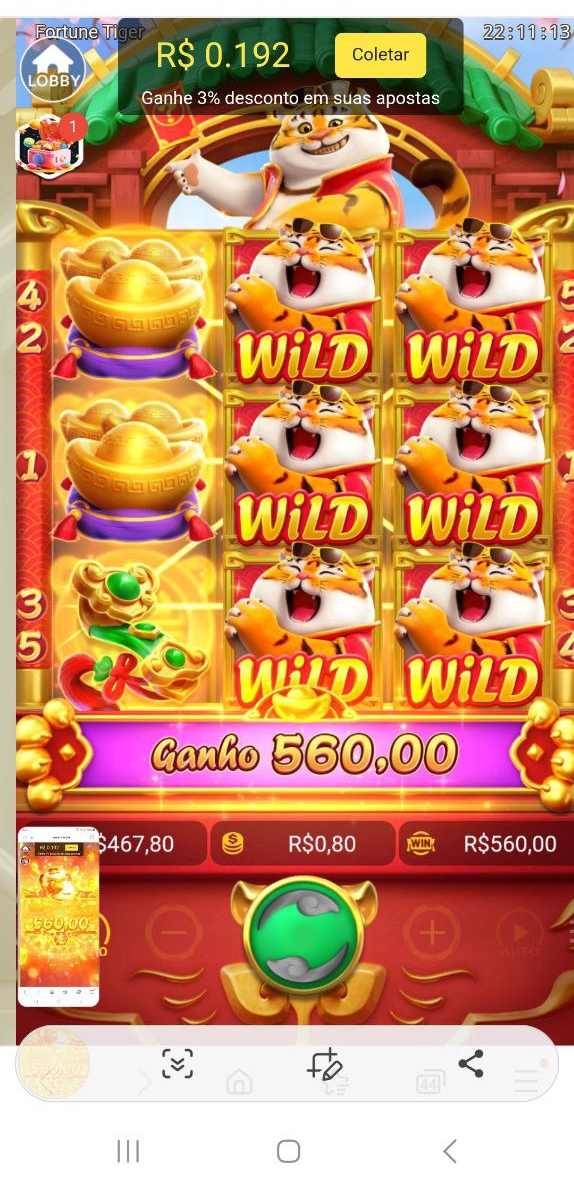 Fortune Tiger
22:11:13
R$ 0.192
Coletar
LOBBY
Ganhe 3% desconto em suas apostas
1
WiLD WiLD
4
2
WiLD WiLD
1
3
5
WiLD WiLD
Ganho 560,00
$467,80
R$0,80
WIN
R$560,00
560,00
AUTO
44